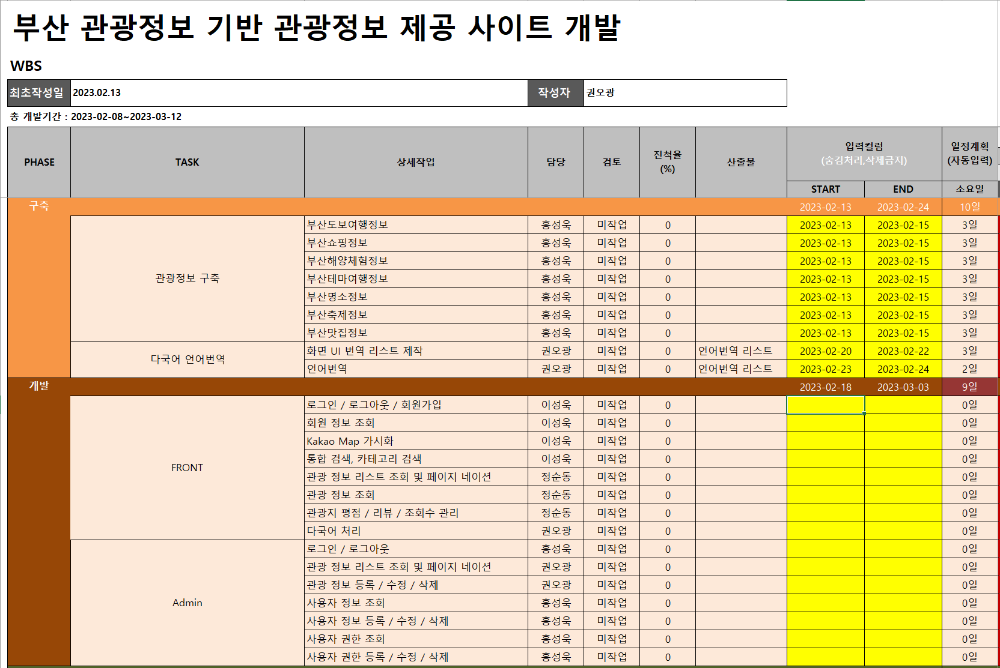 부산 관광정보 기반 관광정보 제공 사이트 개발
WBS
최초작성일 2023.02.13 작성자 권오광
총 개발기간 : 2023-02-08~2023-03-12
PHASE TASK 상세작업 담당 검토 진척율 (%) 산출물 입력컬럼 (숨김처리,삭제금지) 일정계획 (자동입력)
START END 소요일
구축 2023-02-13 2023-02-24 10일
관광정보 구축
부산도보여행정보 홍성욱 미작업 0 2023-02-13 2023-02-15 3일
부산쇼핑정보 홍성욱 미작업 0 2023-02-13 2023-02-15 3일
부산해양체험정보 홍성욱 미작업 0 2023-02-13 2023-02-15 3일
부산테마여행정보 홍성욱 미작업 0 2023-02-13 2023-02-15 3일
부산명소정보 홍성욱 미작업 0 2023-02-13 2023-02-15 3일
부산축제정보 홍성욱 미작업 0 2023-02-13 2023-02-15 3일
부산맛집정보 홍성욱 미작업 0 2023-02-13 2023-02-15 3일
다국어 언어번역
화면 UI 번역 리스트 제작 권오광 미작업 0 언어번역 리스트 2023-02-20 2023-02-22 3일
언어번역 권오광 미작업 0 언어번역 리스트 2023-02-23 2023-02-24 2일
개발 2023-02-18 2023-03-03 9일
FRONT
로그인 / 로그아웃 / 회원가입 이성욱 미작업 0 0일
회원 정보 조회 이성욱 미작업 0 0일
Kakao Map 가시화 이성욱 미작업 0 0일
통합 검색, 카테고리 검색 이성욱 미작업 0 0일
관광 정보 리스트 조회 및 페이지 네이션 정순동 미작업 0 0일
관광 정보 조회 정순동 미작업 0 0일
관광지 평점 / 리뷰 / 조회수 관리 정순동 미작업 0 0일
다국어 처리 권오광 미작업 0 0일
Admin
로그인 / 로그아웃 홍성욱 미작업 0 0일
관광 정보 리스트 조회 및 페이지 네이션 권오광 미작업 0 0일
관광 정보 등록 / 수정 / 삭제 권오광 미작업 0 0일
사용자 정보 조회 홍성욱 미작업 0 0일
사용자 정보 등록 / 수정 / 삭제 홍성욱 미작업 0 0일
사용자 권한 조회 홍성욱 미작업 0 0일
사용자 권한 등록 / 수정 / 삭제 홍성욱 미작업 0 0일